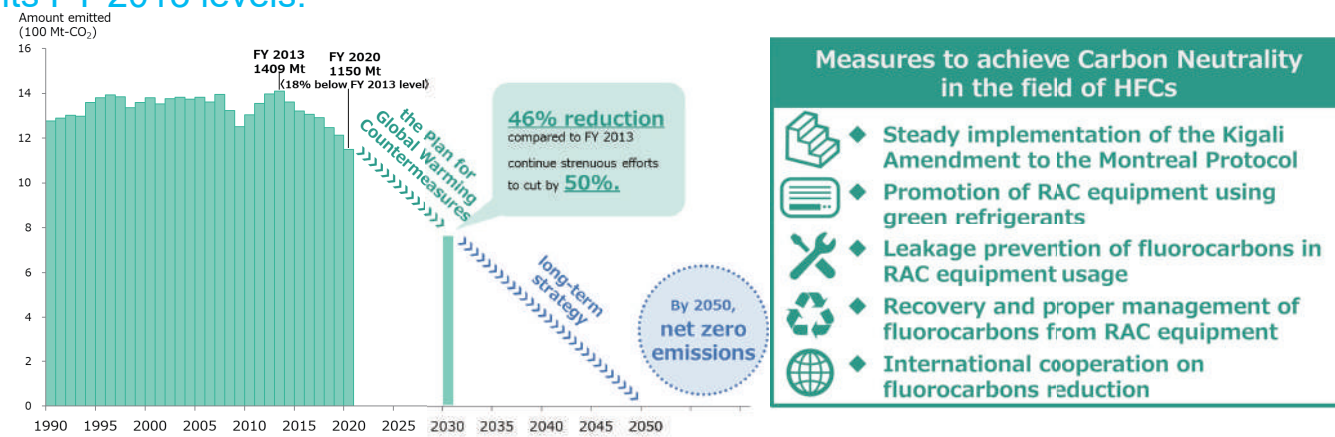 levels.
Amount emitted
(100 Mt-CO₂)
16
14
12
10
8
6
4
2
0
FY 2013
1409 Mt
FY 2020
1150 Mt
(18% below FY 2013 level)
the Plan for
Global Warming
Countermeasures
46% reduction
compared to FY 2013
continue strenuous efforts
to cut by 50%.
long-term
strategy
By 2050,
net zero
emissions
1990 1995 2000 2005 2010 2015 2020 2025 2030 2035 2040 2045 2050
Measures to achieve Carbon Neutrality
in the field of HFCs
◆ Steady implementation of the Kigali
Amendment to the Montreal Protocol
◆ Promotion of RAC equipment using
green refrigerants
◆ Leakage prevention of fluorocarbons in
RAC equipment usage
◆ Recovery and proper management of
fluorocarbons from RAC equipment
◆ International cooperation on
fluorocarbons reduction